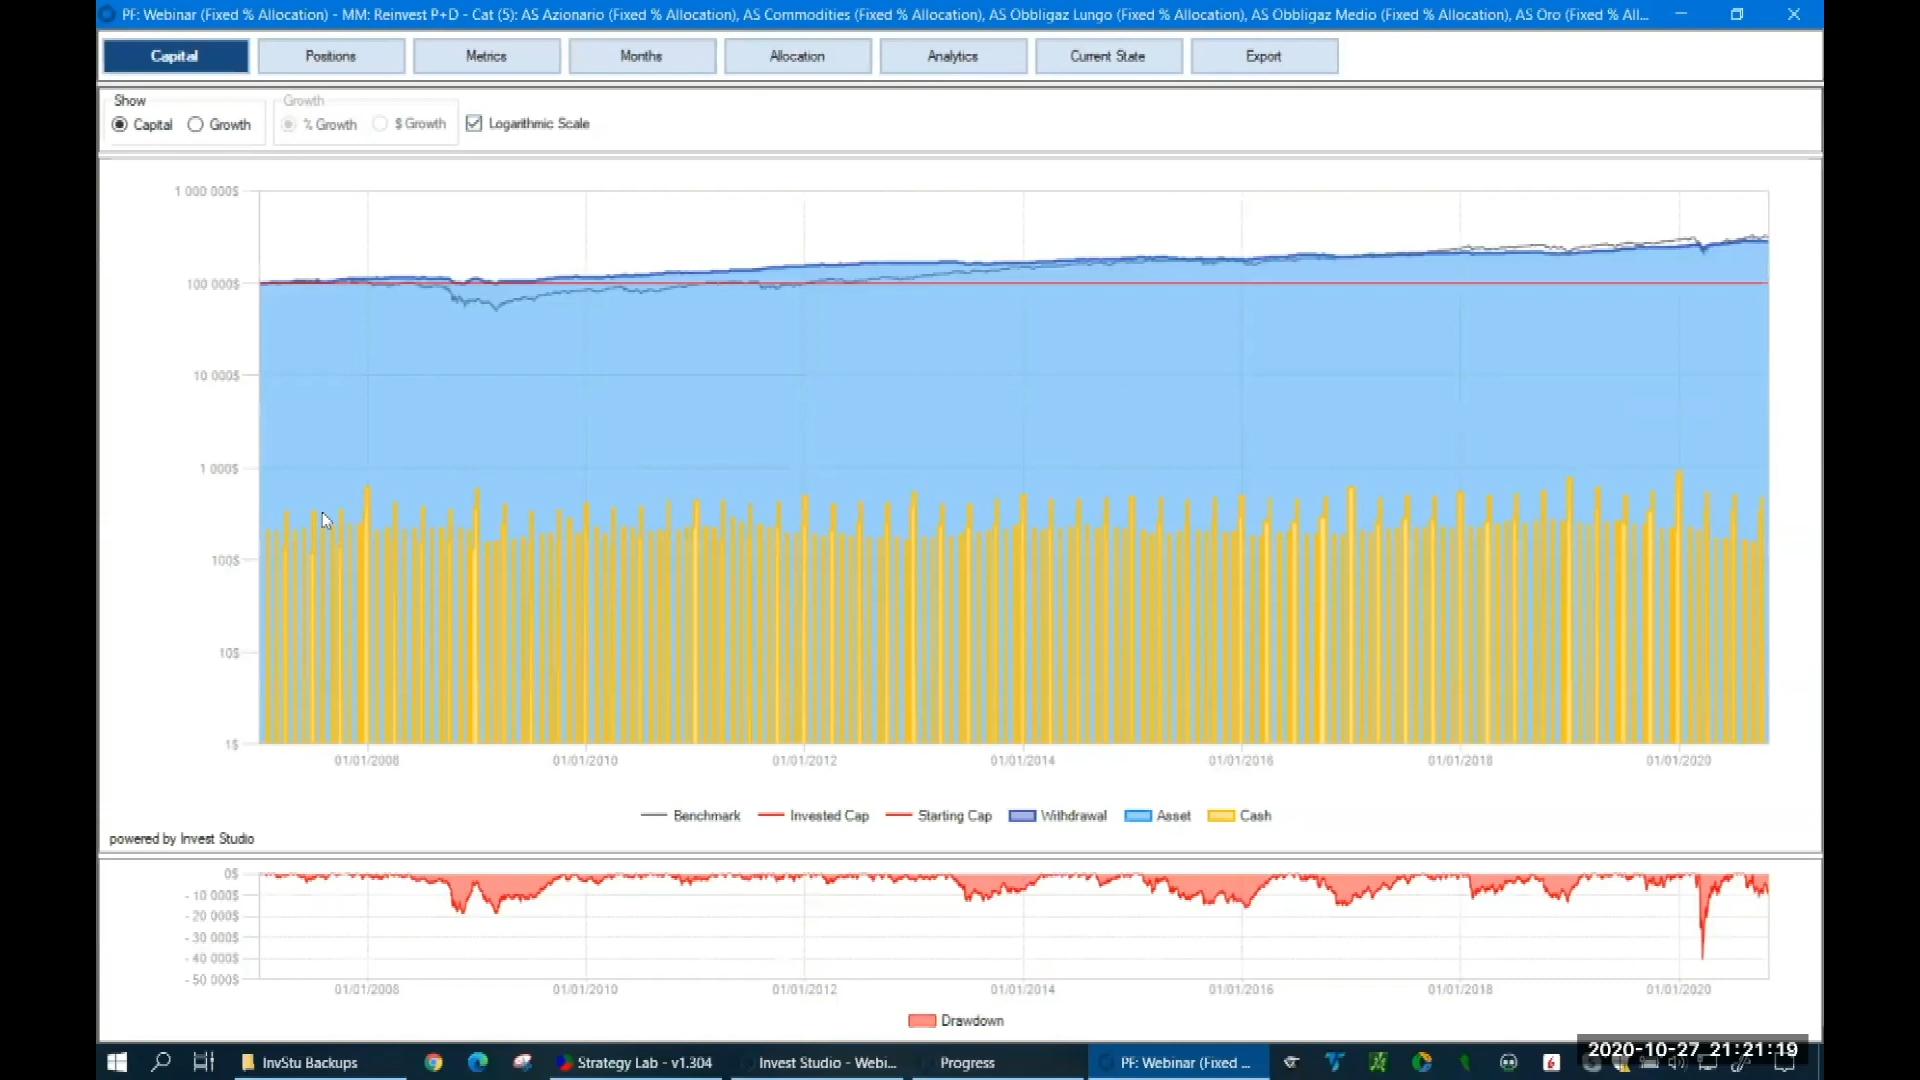 PF: Webinar (Fixed % Allocation) - MM: Reinvest P+D - Cat (5): AS Azionario (Fixed % Allocation), AS Commodities (Fixed % Allocation), AS Obbligaz Lungo (Fixed % Allocation), AS Obbligaz Medio (Fixed % Allocation), AS Oro (Fixed % All...
Capital Positions Metrics Months Allocation Analytics Current State Export
Show Growth
Capital Growth % Growth $ Growth Logarithmic Scale
1 000 000$
100 000$
10 000$
1 000$
100$
10$
1$
01/01/2008 01/01/2010 01/01/2012 01/01/2014 01/01/2016 01/01/2018 01/01/2020
Benchmark Invested Cap Starting Cap Withdrawal Asset Cash
powered by Invest Studio
0$
- 10 000$
- 20 000$
- 30 000$
- 40 000$
- 50 000$
01/01/2008 01/01/2010 01/01/2012 01/01/2014 01/01/2016 01/01/2018 01/01/2020
Drawdown
InvStu Backups Strategy Lab - v1.304 Invest Studio - Webi... Progress PF: Webinar (Fixed ... 6 2020-10-27 21:21:19